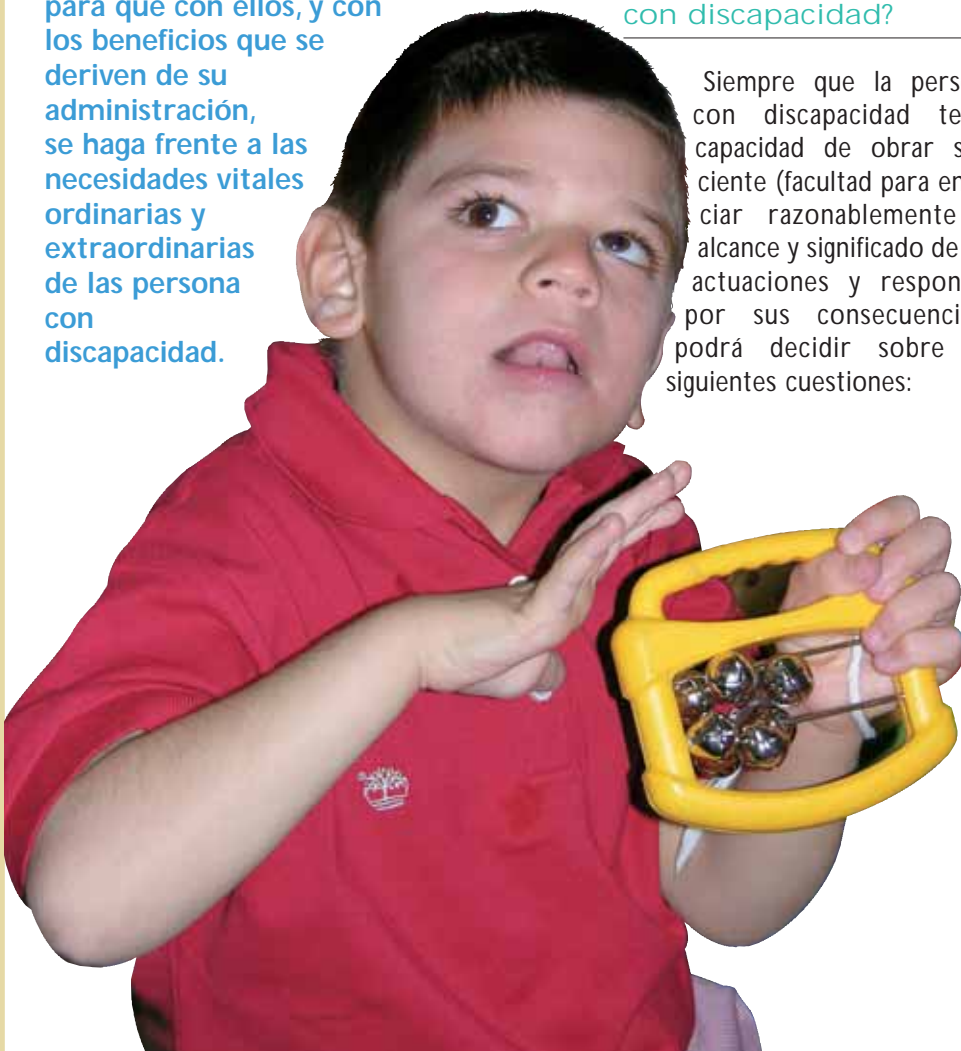 para que con ellos, y con
los beneficios que se
deriven de su
administración,
se haga frente a las
necesidades vitales
ordinarias y
extraordinarias
de las persona
con
discapacidad.
con discapacidad?
Siempre que la pers
con discapacidad te
capacidad de obrar s
ciente (facultad para en
ciar razonablemente
alcance y significado de
actuaciones y respon
por sus consecuenci
podrá decidir sobre
siguientes cuestiones: